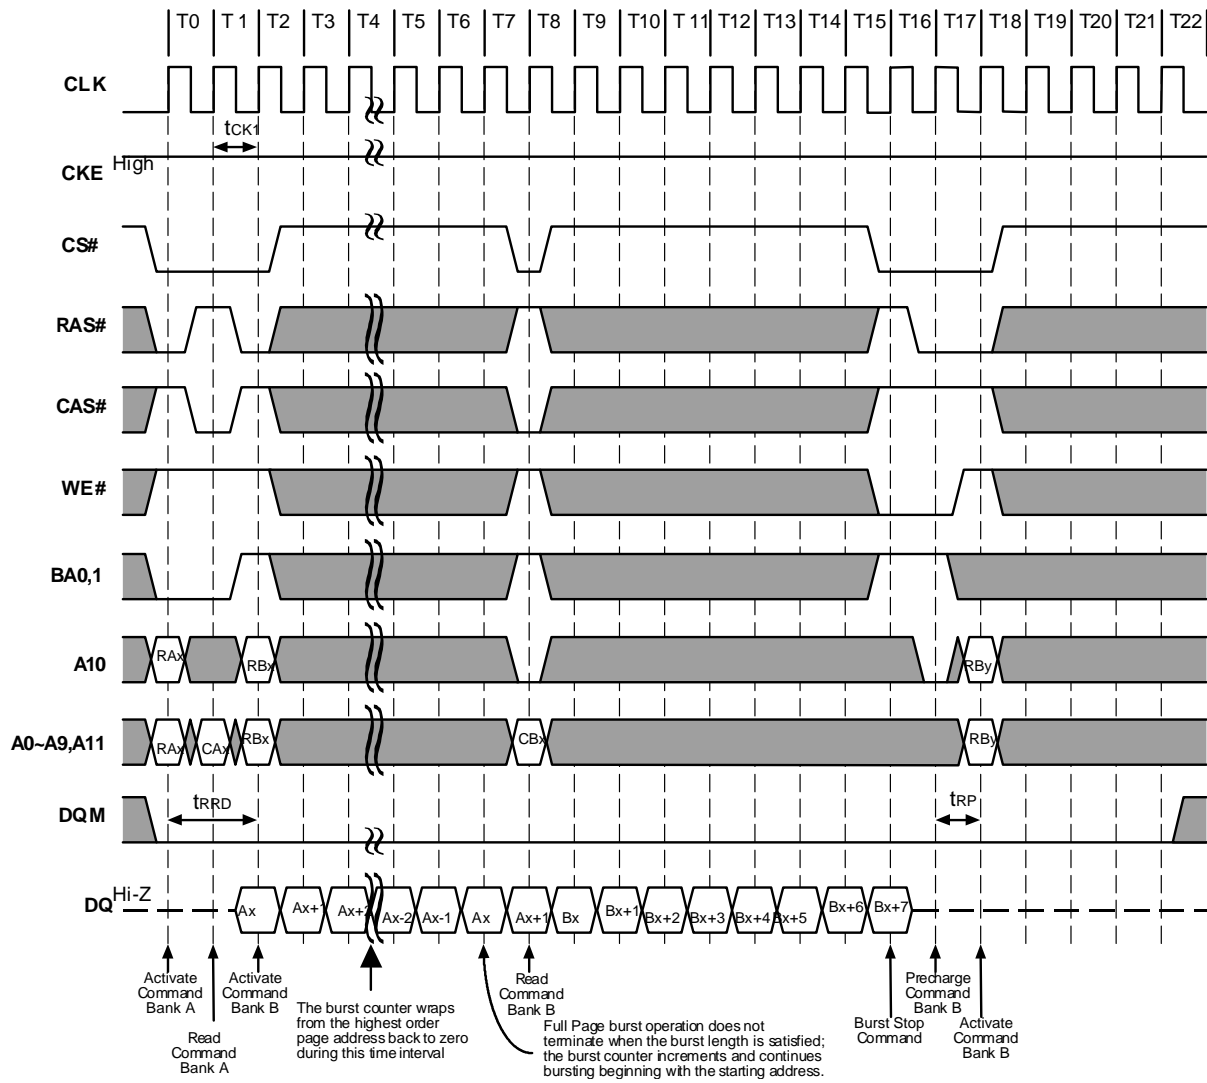 T0 T 1 T2 T3 T4 T5 T6 T7 T8 T9 T10 T 11 T12 T13 T14 T15 T16 T17 T18 T19 T20 T21 T22
CLK
tCK1
High
CKE
CS#
RAS#
CAS#
WE#
BA0,1
A10
RAx RBx RBy
A0~A9,A11
RAx CAx RBx CBx RBy
tRRD
tRP
DQM
Hi-Z
DQ
Ax Ax+1 Ax+2 Ax-2 Ax-1 Ax Ax+1 Bx Bx+1 Bx+2 Bx+3 Bx+4 Bx+5 Bx+6 Bx+7
Activate
Command
Bank A
Read
Command
Bank A
Activate
Command
Bank B
The burst counter wraps
from the highest order
page address back to zero
during this time interval
Read
Command
Bank B
Full Page burst operation does not
terminate when the burst length is satisfied;
the burst counter increments and continues
bursting beginning with the starting address.
Burst Stop
Command
Precharge
Command
Bank B
Activate
Command
Bank B